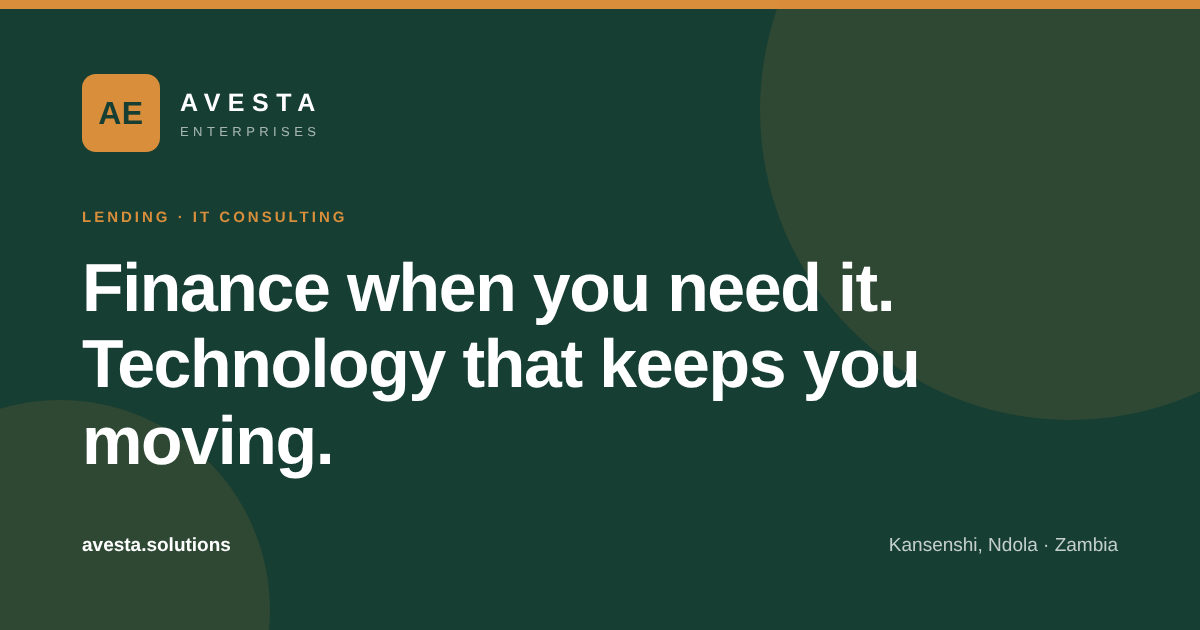 AE
AVESTA
ENTERPRISES
LENDING · IT CONSULTING
Finance when you need it.
Technology that keeps you
moving.
avesta.solutions
Kansenshi, Ndola · Zambia